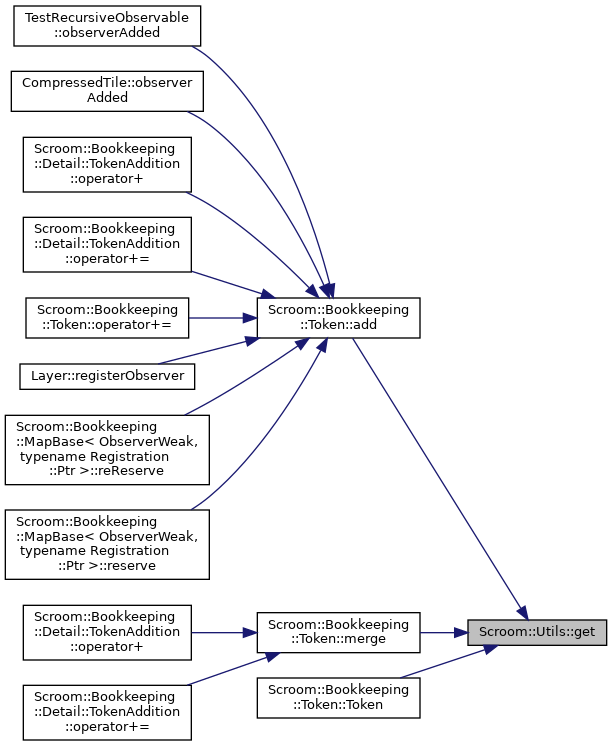 TestRecursiveObservable
::observerAdded
CompressedTile::observer
Added
Scroom::Bookkeeping
::Detail::TokenAddition
::operator+
Scroom::Bookkeeping
::Detail::TokenAddition
::operator+=
Scroom::Bookkeeping
::Token::operator+=
Layer::registerObserver
Scroom::Bookkeeping
::MapBase< ObserverWeak,
typename Registration
::Ptr >::reReserve
Scroom::Bookkeeping
::MapBase< ObserverWeak,
typename Registration
::Ptr >::reserve
Scroom::Bookkeeping
::Token::add
Scroom::Bookkeeping
::Detail::TokenAddition
::operator+
Scroom::Bookkeeping
::Detail::TokenAddition
::operator+=
Scroom::Bookkeeping
::Token::merge
Scroom::Bookkeeping
::Token::Token
Scroom::Utils::get